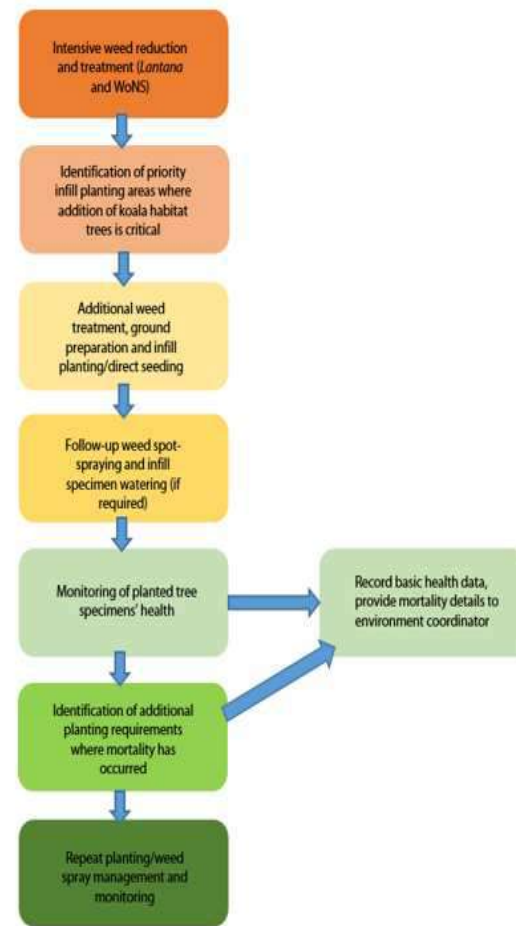 Intensive weed reduction
and treatment (Lantana
and WoNS)
Identification of priority
infill planting areas where
addition of koala habitat
trees is critical
Additional weed
treatment, ground
preparation and infill
planting/direct seeding
Follow-up weed spot-
spraying and infill
specimen watering (if
required)
Monitoring of planted tree
specimens' health
Record basic health data,
provide mortality details to
environment coordinator
Identification of additional
planting requirements
where mortality has
occurred
Repeat planting/weed
spray management and
monitoring